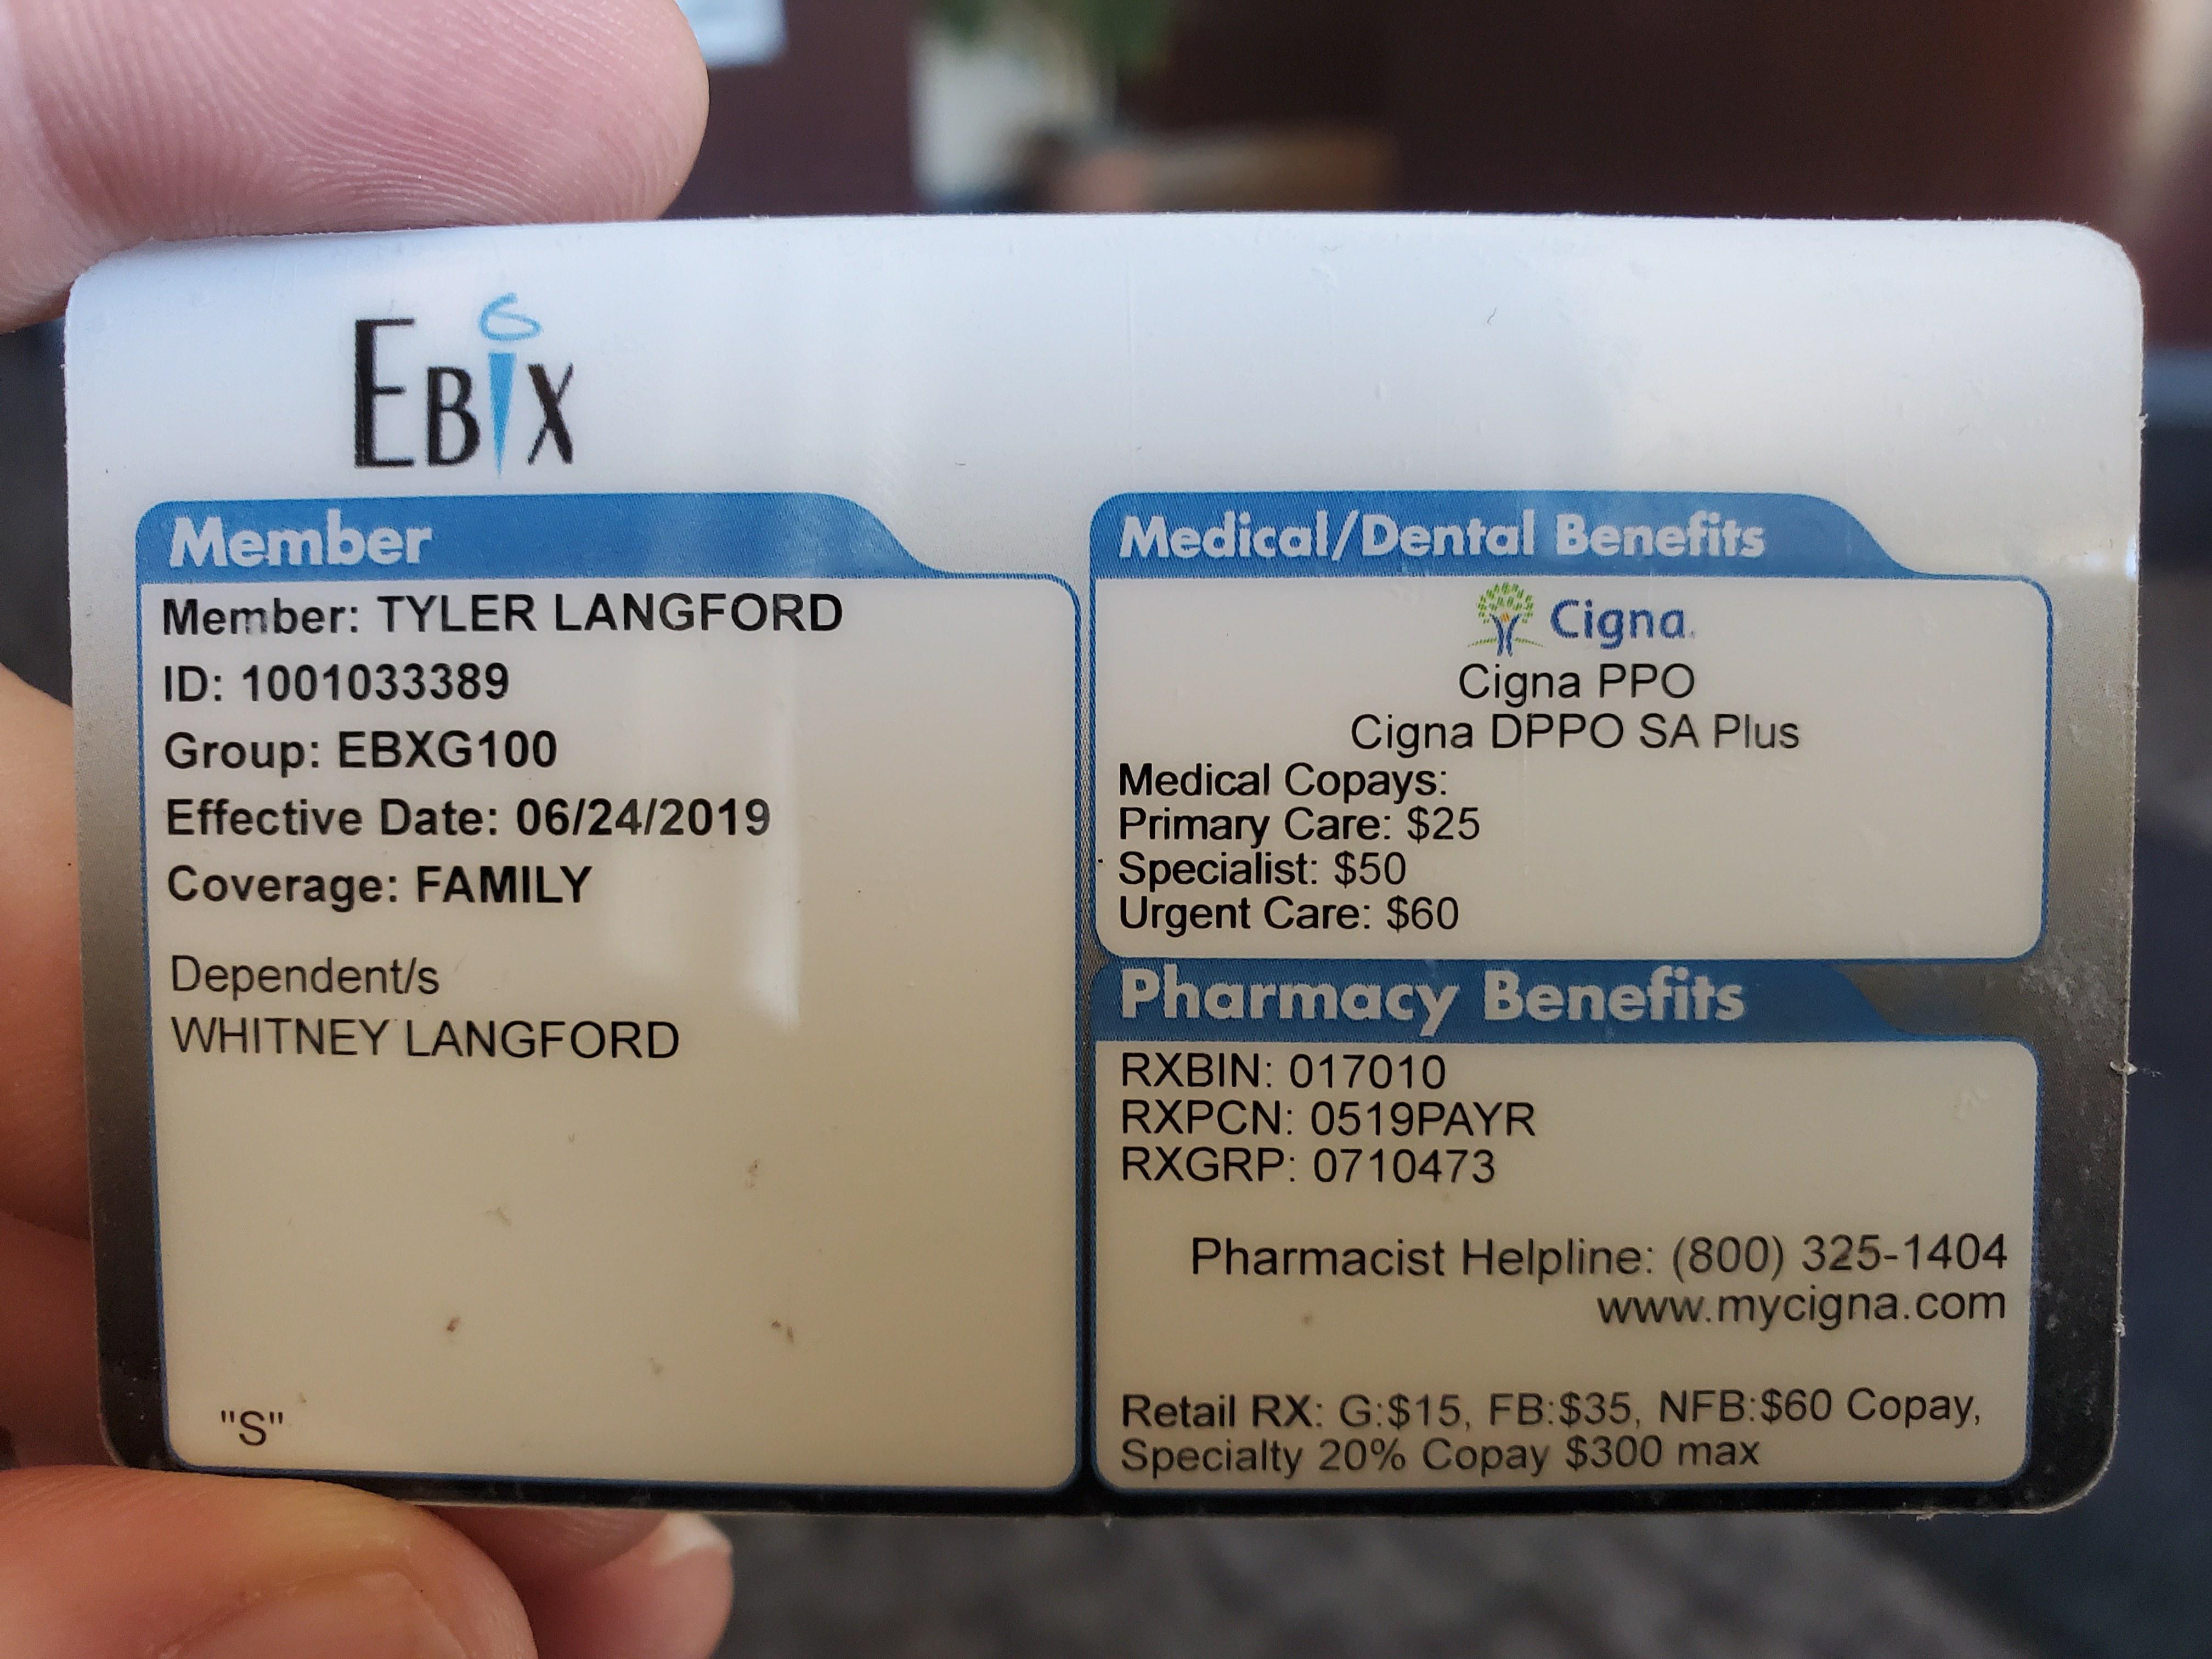 EBIX
Member
Member: TYLER LANGFORD
ID: 1001033389
Group: EBXG100
Effective Date: 06/24/2019
Coverage: FAMILY
Dependent/s
WHITNEY LANGFORD
"S"
Medical/Dental Benefits
Cigna.
Cigna PPO
Cigna DPPO SA Plus
Medical Copays:
Primary Care: $25
Specialist: $50
Urgent Care: $60
Pharmacy Benefits
RXBIN: 017010
RXPCN: 0519PAYR
RXGRP: 0710473
Pharmacist Helpline: (800) 325-1404
www.mycigna.com
Retail RX: G:$15, FB:$35, NFB:$60 Copay,
Specialty 20% Copay $300 max